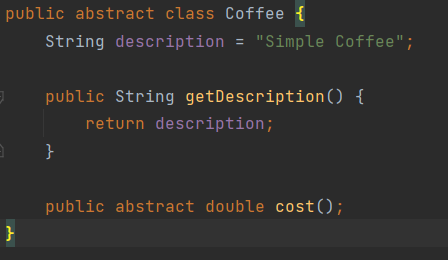 public abstract class Coffee {
    String description = "Simple Coffee";
    public String getDescription() {
        return description;
    }
    public abstract double cost();
}